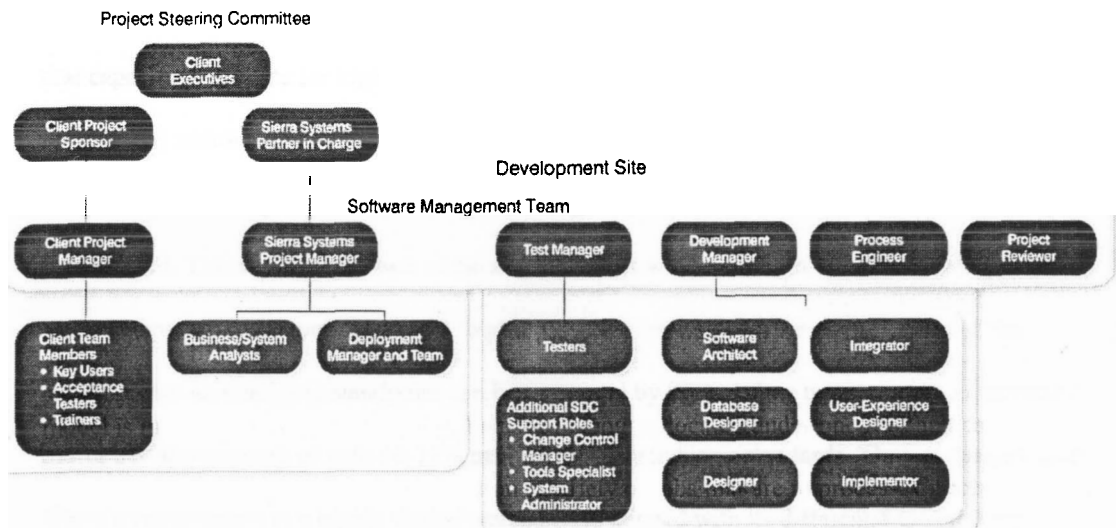 Project Steering Committee
Client
Executives
Client Project
Sponsor
Sierra Systems
Partner in Charge
Development Site
Software Management Team
Client Project
Manager
Sierra Systems
Project Manager
Test Manager
Development
Manager
Process
Engineer
Project
Reviewer
Client Team
Members
• Key Users
• Acceptance
Testers
• Trainers
Business/System
Analysts
Deployment
Manager and Team
Testers
Software
Architect
Integrator
Additional SDC
Support Roles
• Change Control
Manager
• Tools Specialist
• System
Administrator
Database
Designer
User-Experience
Designer
Designer
Implementor